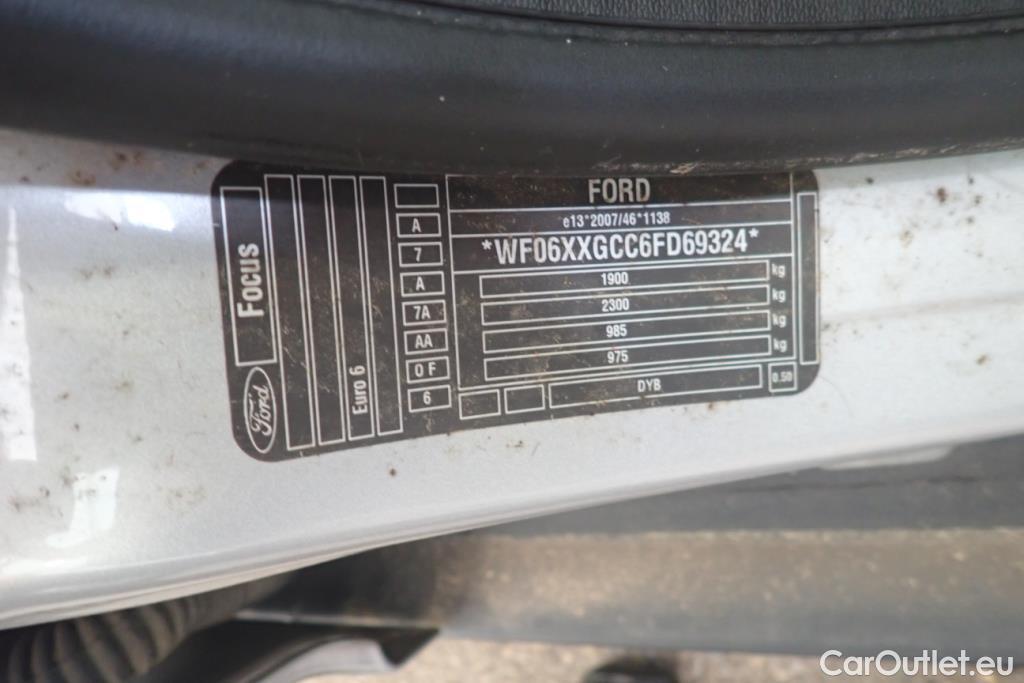 FORD
e13*2007/46*1138
*WF06XXGCC6FD69324*
1900 kg
2300 kg
985 kg
975 kg
DYB
0.50
A
7
A
7A
AA
0 F
6
Euro 6
FOCUS
Ford
CarOutlet.eu